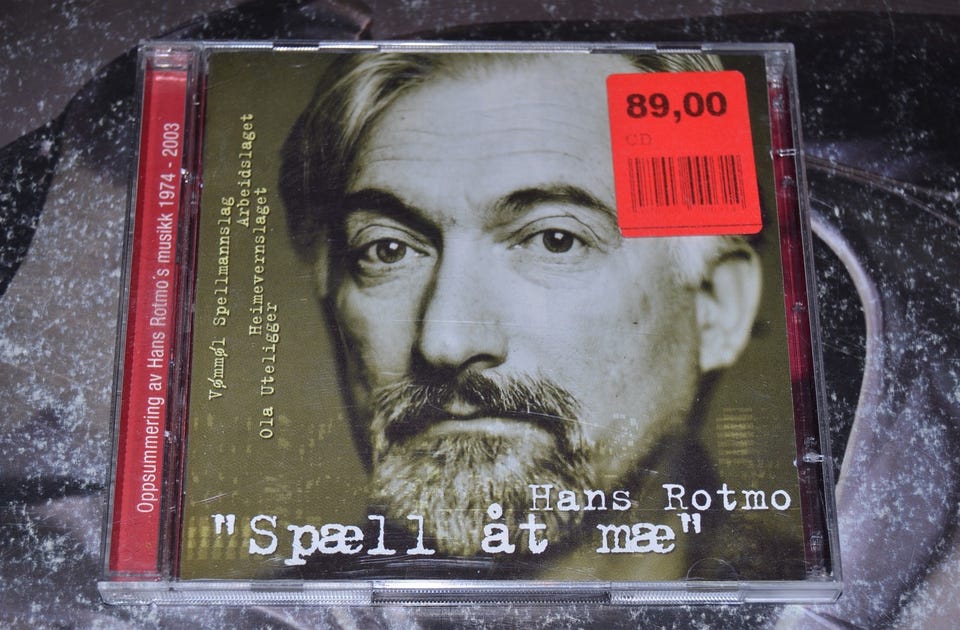 Oppsummering av Hans Rotmo´s musikk 1974 - 2003
Vømmøl Spellmannslag
Arbeidslaget
Heimevernslaget
Ola Uteligger
89,00
CD
Hans Rotmo
"Spæll åt mæ"